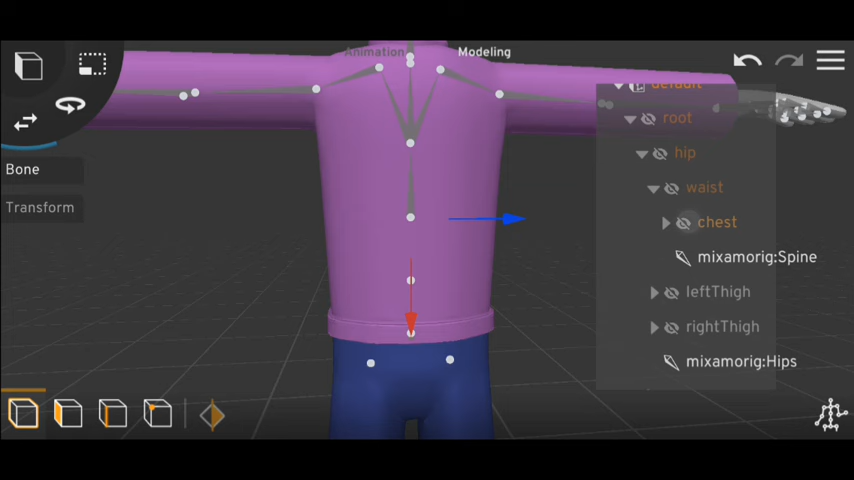 Animation Modeling
default
root
hip
Bone
waist
Transform
chest
mixamorig:Spine
leftThigh
rightThigh
mixamorig:Hips